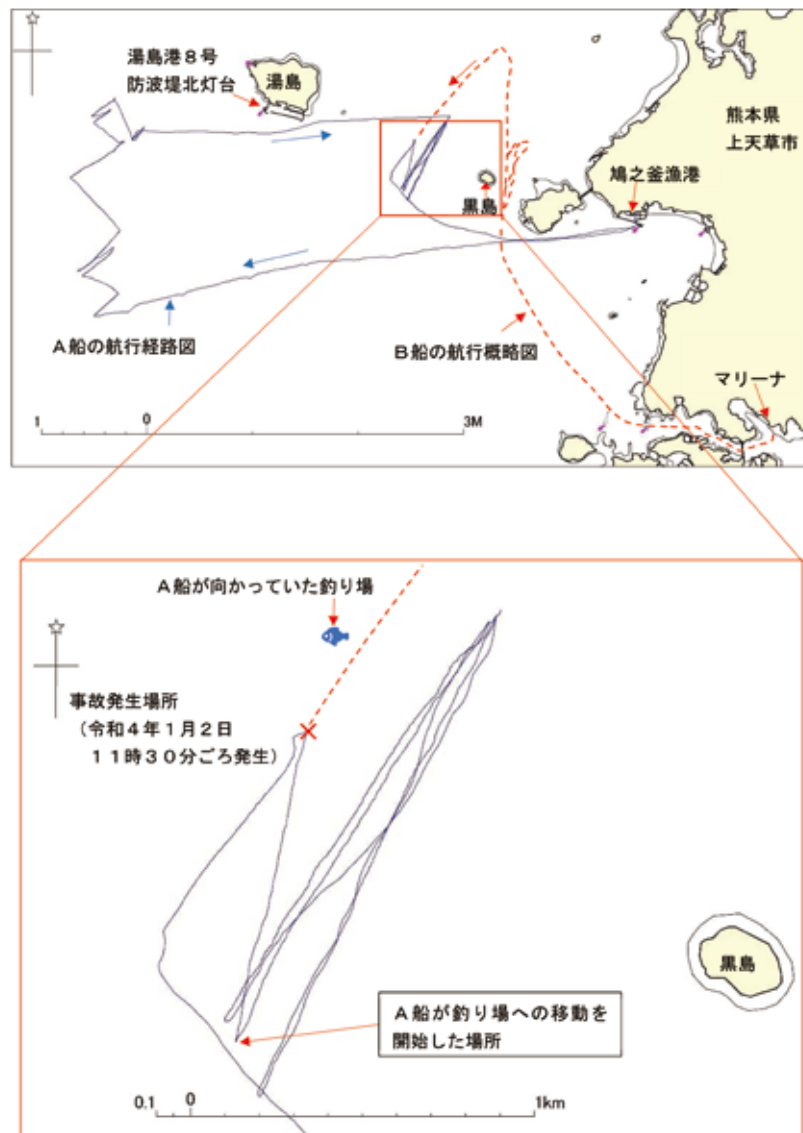 湯島港8号
防波堤北灯台
湯島
熊本県
上天草市
鳩之釜漁港
黒島
A船の航行経路図
B船の航行概略図
マリーナ
1 0 3M
A船が向かっていた釣り場
事故発生場所
(令和4年1月2日
11時30分ごろ発生)
黒島
A船が釣り場への移動を
開始した場所
0.1 0 1km